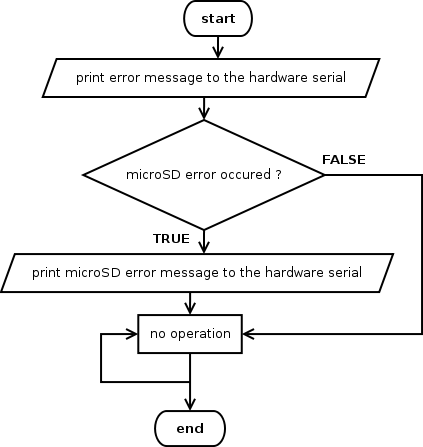 start
print error message to the hardware serial
microSD error occured ?
FALSE
TRUE
print microSD error message to the hardware serial
no operation
end